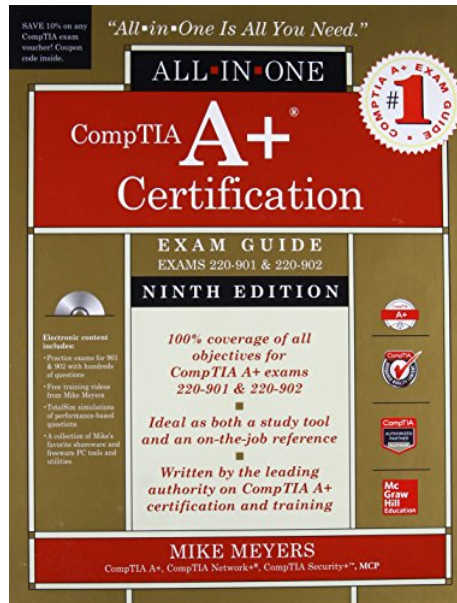 SAVE 10% on any
CompTIA exam
voucher! Coupon
code inside.
"All-in-One Is All You Need."
ALL-IN-ONE
COMPTIA A+ EXAM GUIDE
#1
CompTIA A+®
Certification
EXAM GUIDE
EXAMS 220-901 & 220-902
NINTH EDITION
Electronic content
includes:
•Practice exams for 901
& 902 with hundreds
of questions
•Free training videos
from Mike Meyers
•TotalSim simulations
of performance-based
questions
•A collection of Mike's
favorite shareware and
freeware PC tools and
utilities
100% coverage of all
objectives for
CompTIA A+ exams
220-901 & 220-902
Ideal as both a study tool
and an on-the-job reference
Written by the leading
authority on CompTIA A+
certification and training
A+
CompTIA
CompTIA
AUTHORIZED
PARTNER
Mc
Graw
Hill
Education
MIKE MEYERS
CompTIA A+, CompTIA Network+®, CompTIA Security+™, MCP